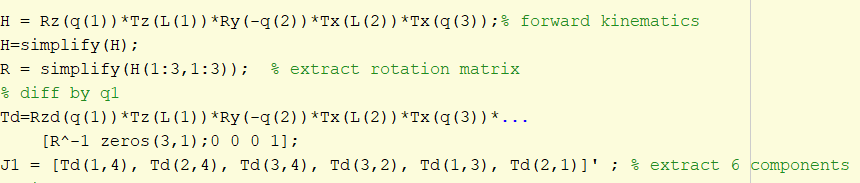 H = Rz(q(1))*Tz(L(1))*Ry(-q(2))*Tx(L(2))*Tx(q(3));% forward kinematics
H=simplify(H);
R = simplify(H(1:3,1:3));  % extract rotation matrix
% diff by q1
Td=Rzd(q(1))*Tz(L(1))*Ry(-q(2))*Tx(L(2))*Tx(q(3))*...
    [R^-1 zeros(3,1);0 0 0 1];
J1 = [Td(1,4), Td(2,4), Td(3,4), Td(3,2), Td(1,3), Td(2,1)]' ; % extract 6 components